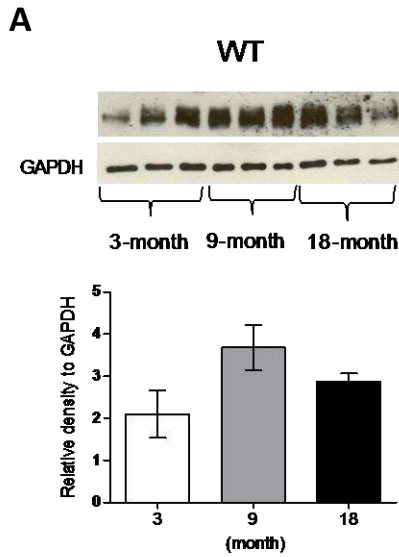 A
WT
GAPDH
3-month 9-month 18-month
Relative density to GAPDH
5
4
3
2
1
0
3 9 18
(month)